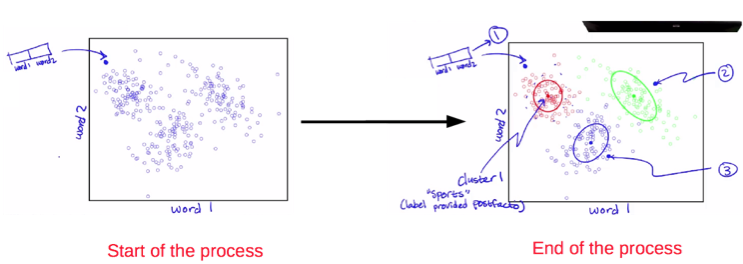 word1 word2
word 2
word 1
Start of the process
1
word1 word2
word 2
2
3
Cluster 1
"Sports"
(label provided postfacto)
word 1
End of the process